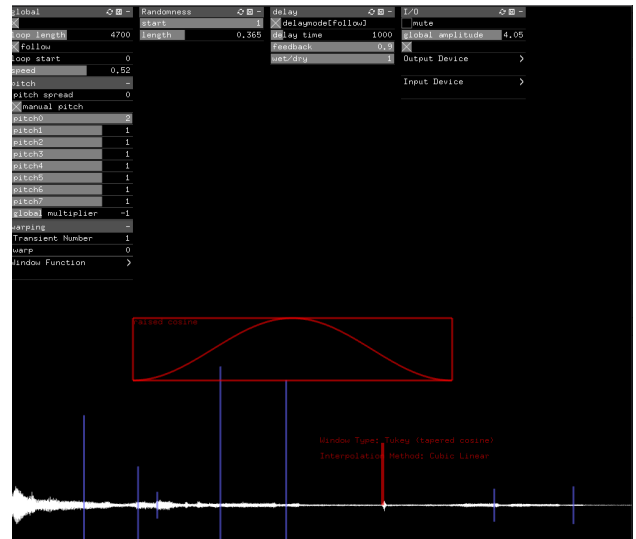 global
loop length 4700
follow
loop start 0
speed 0.52
pitch
pitch spread 0
manual pitch
pitch0 2
pitch1 1
pitch2 1
pitch3 1
pitch4 1
pitch5 1
pitch6 1
pitch7 1
global multiplier -1
warping
Transient Number 1
warp 0
Window Function >
Randomness
start 1
length 0.365
delay
delaymode[Follow]
delay time 1000
feedback 0.9
wet/dry 1
I/O
mute
global amplitude 4.05
Output Device >
Input Device >
raised cosine
Window Type: Tukey (tapered cosine).
Interpolation Method: Cubic Linear